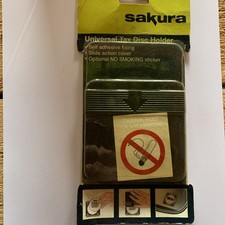 sakura
Universal Tax Disc Holder
• Self adhesive fixing
• Slide action cover
• Optional NO SMOKING sticker